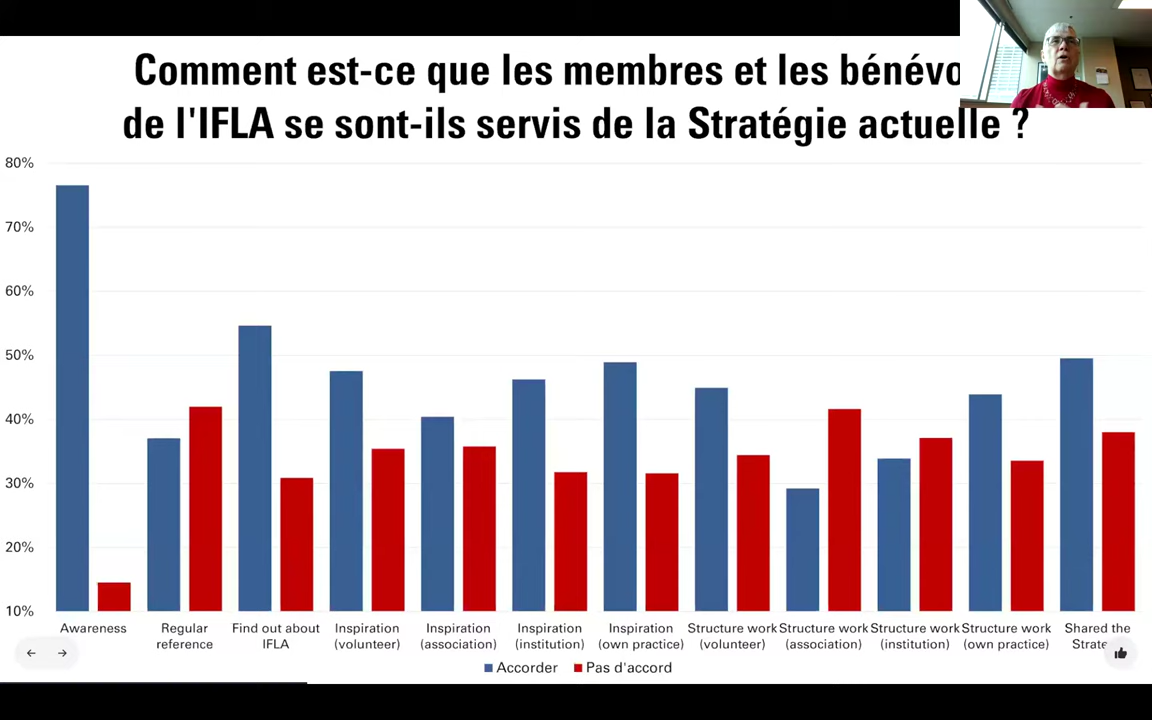 Comment est-ce que les membres et les
de l'IFLA se sont-ils servis de la Stratégie actuelle ?
80%
70%
60%
50%
40%
30%
20%
10%
Awareness
Regular
reference
Find out about
IFLA
Inspiration
(volunteer)
Inspiration
(association)
Inspiration
(institution)
Inspiration
(own practice)
Structure work
(volunteer)
Structure work
(association)
Structure work
(institution)
Structure work
(own practice)
Shared the
Accorder
Pas d'accord